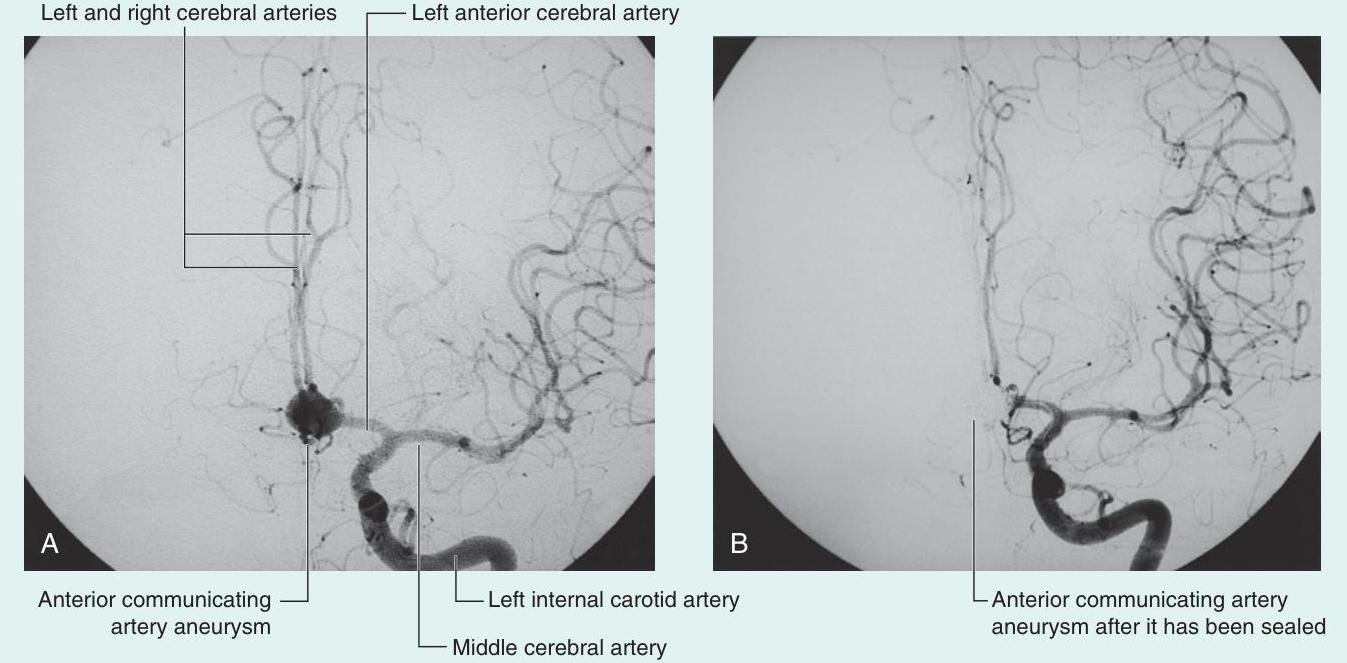 Left and right cerebral arteries
Left anterior cerebral artery
A
B
Anterior communicating
artery aneurysm
Left internal carotid artery
Middle cerebral artery
Anterior communicating artery
aneurysm after it has been sealed